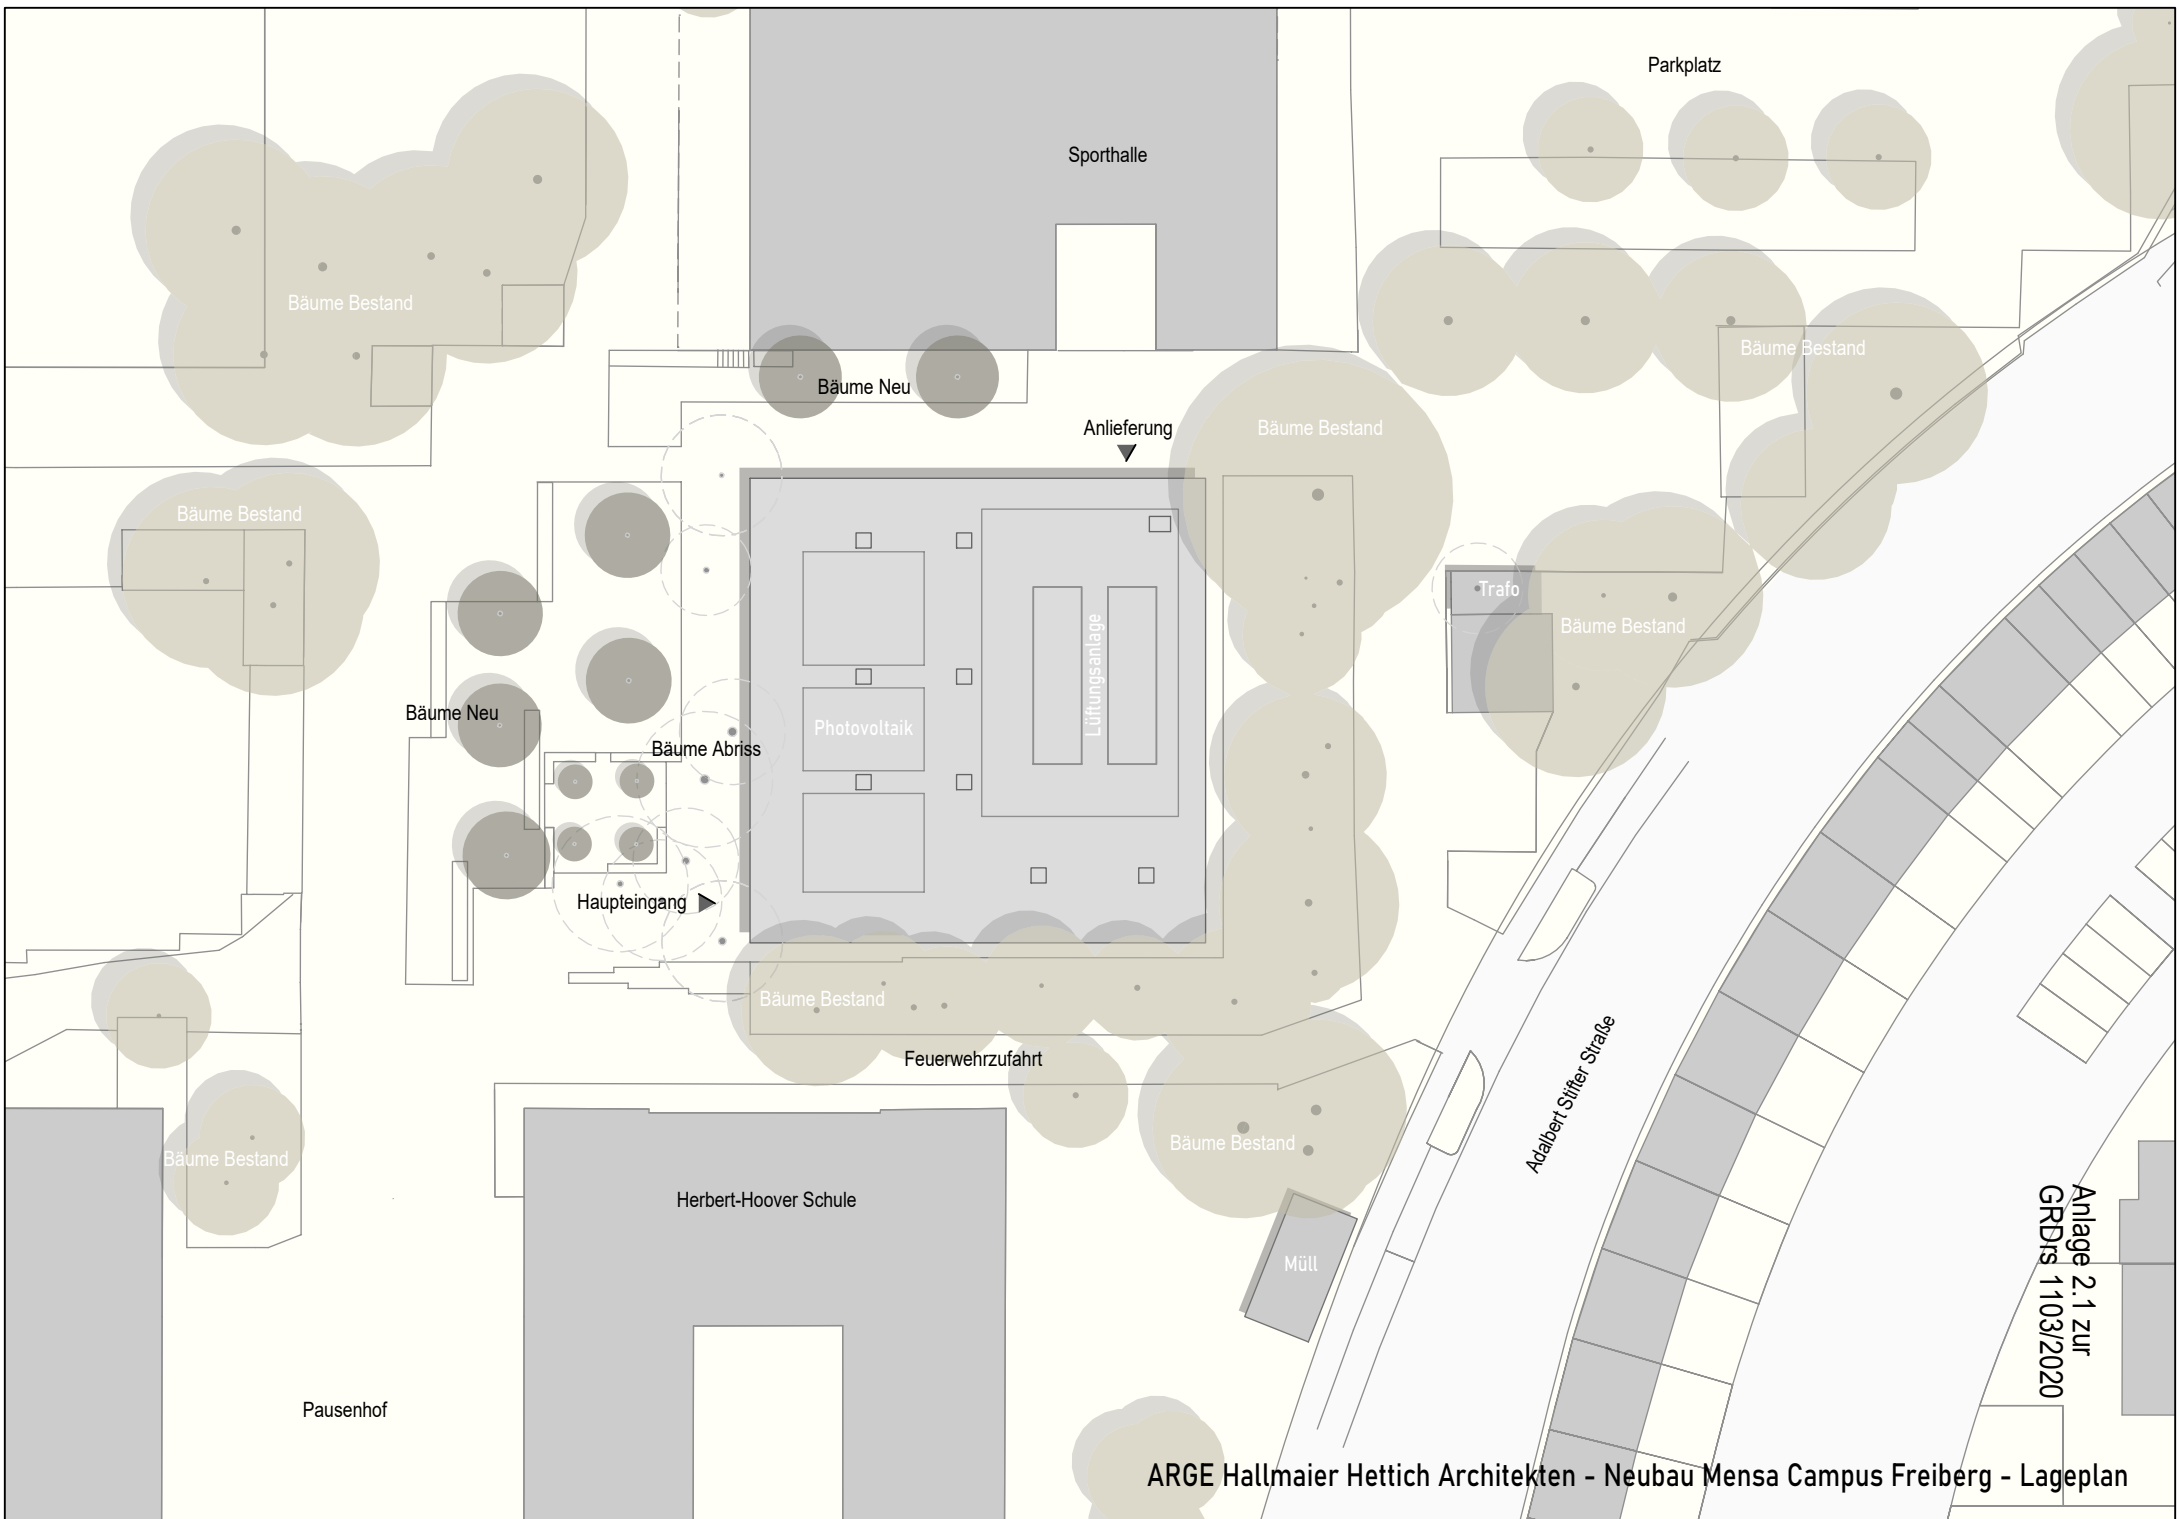 Parkplatz
Sporthalle
Bäume Bestand
Bäume Bestand
Bäume Neu
Anlieferung
Bäume Bestand
Bäume Bestand
Trafo
Bäume Bestand
Lüftungsanlage
Bäume Neu
Photovoltaik
Bäume Abriss
Haupteingang
Bäume Bestand
Feuerwehrzufahrt
Adalbert Stifter Straße
Bäume Bestand
Bäume Bestand
Herbert-Hoover Schule
Müll
Anlage 2.1 zur
GRDrs 1103/2020
Pausenhof
ARGE Hallmaier Hettich Architekten - Neubau Mensa Campus Freiberg - Lageplan